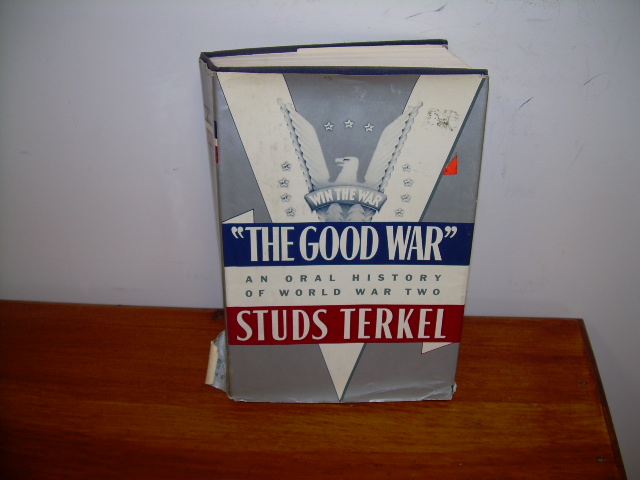 WIN THE WAR
"THE GOOD WAR"
AN ORAL HISTORY
OF WORLD WAR TWO
STUDS TERKEL